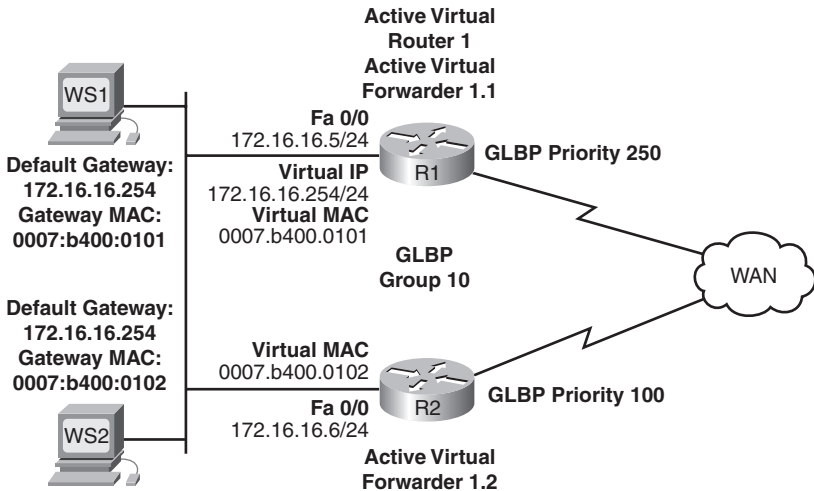 Active Virtual
Router 1
Active Virtual
Forwarder 1.1
WS1
Default Gateway:
172.16.16.254
Gateway MAC:
0007:b400:0101
Fa 0/0
172.16.16.5/24
Virtual IP
172.16.16.254/24
Virtual MAC
0007.b400.0101
R1
GLBP Priority 250
GLBP
Group 10
WAN
Default Gateway:
172.16.16.254
Gateway MAC:
0007:b400:0102
WS2
Virtual MAC
0007.b400.0102
Fa 0/0
172.16.16.6/24
R2
GLBP Priority 100
Active Virtual
Forwarder 1.2